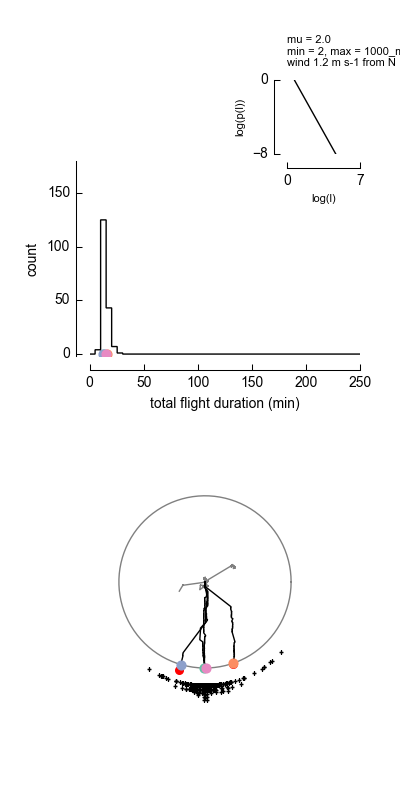 mu = 2.0
min = 2, max = 1000_
wind 1.2 m s-1 from N
0
log(p(l))
−8
0
7
log(l)
150
count
100
50
0
0
50
100
150
200
250
total flight duration (min)